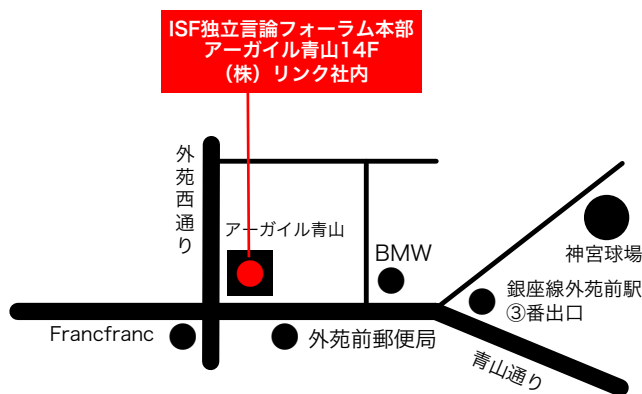 ISF独立言論フォーラム本部
アーガイル青山14F
（株）リンク社内
外苑西通り
アーガイル青山
BMW
神宮球場
銀座線外苑前駅
③番出口
Francfranc
外苑前郵便局
青山通り